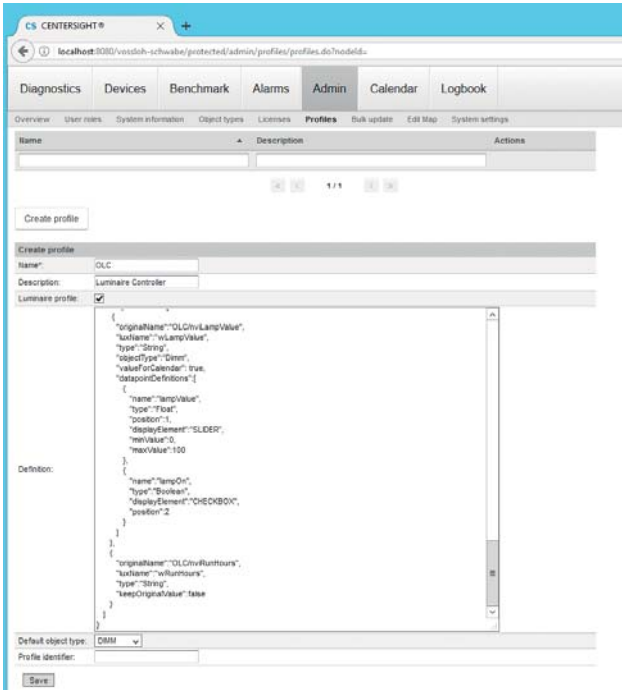 CS CENTERSIGHT®
localhost:8080/vossloh-schwabe/protected/admin/profiles/profiles.do?nodeId=
Diagnostics Devices Benchmark Alarms Admin Calendar Logbook
Overview User roles System information Object types Licenses Profiles Bulk update Edit Map System settings
Name Description Actions
1 / 1
Create profile
Create profile
Name*: OLC
Description: Luminaire Controller
Luminaire profile:
{
"originalName":"OLC/nviLampValue",
"luxName":"wLampValue",
"type":"String",
"objectType":"Dimm",
"valueForCalendar": true,
"datapointDefinitions":[
{
"name":"lampValue",
"type":"Float",
"position":1,
"displayElement":"SLIDER",
"minValue":0,
"maxValue":100
},
{
"name":"lampOn",
"type":"Boolean",
"displayElement":"CHECKBOX",
"position":2
}
]
},
{
"originalName":"OLC/nviRunHours",
"luxName":"wRunHours",
"type":"String",
"keepOriginalValue":false
}
]
}
Definition:
Default object type: DIMM
Profile identifier:
Save